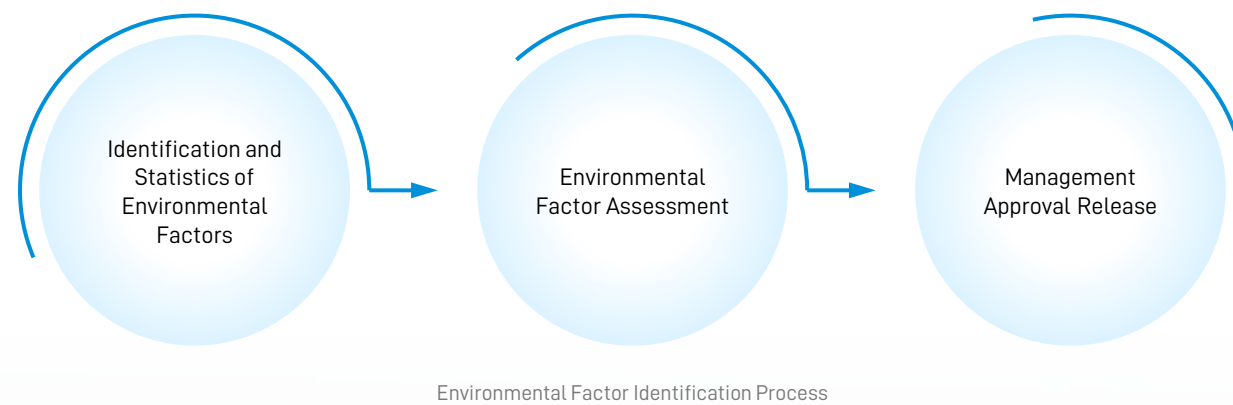 Identification and
Statistics of
Environmental
Factors
Environmental
Factor Assessment
Management
Approval Release
Environmental Factor Identification Process